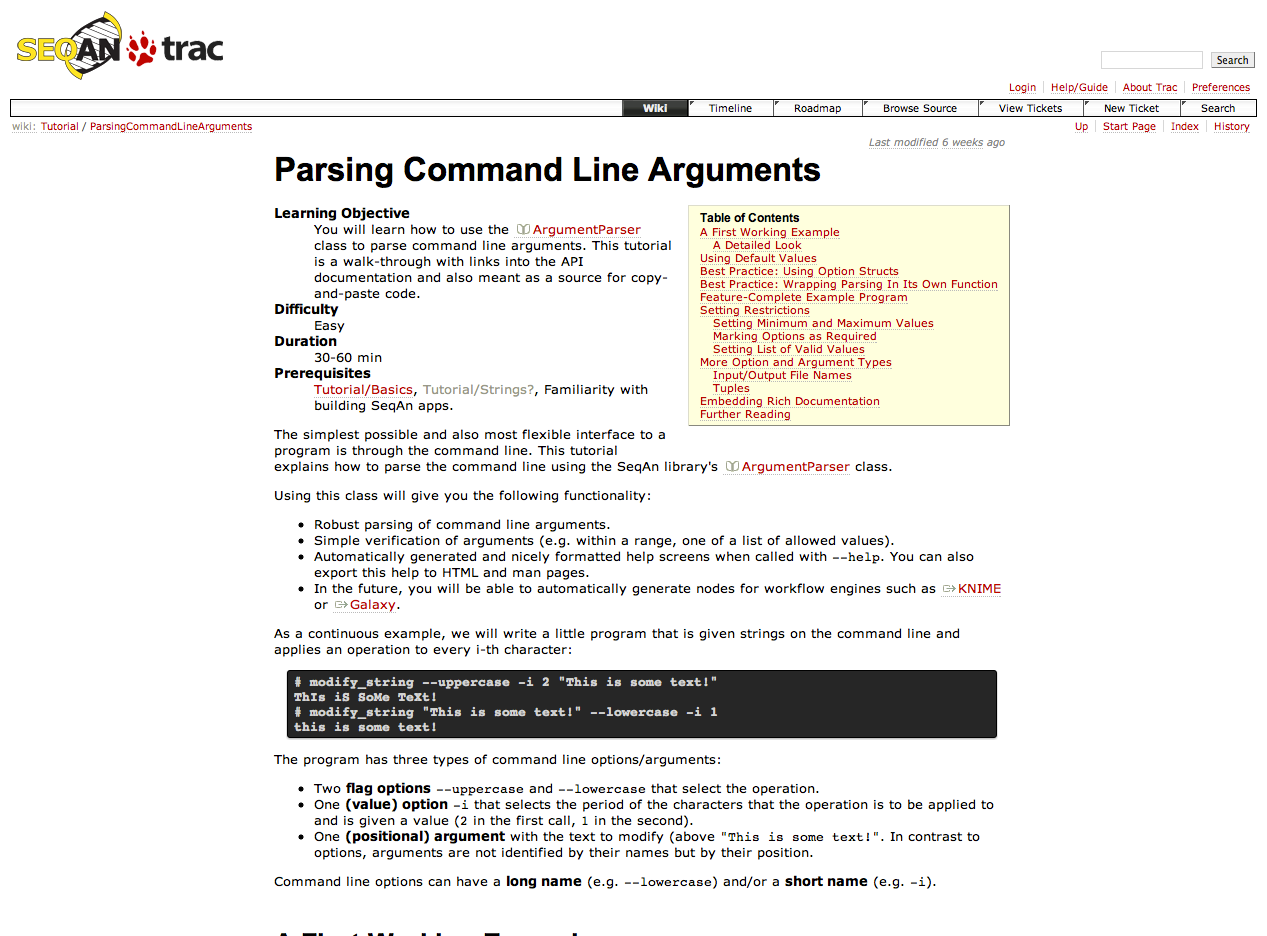 SEQAN trac
Search
Login Help/Guide About Trac Preferences
Wiki Timeline Roadmap Browse Source View Tickets New Ticket Search
wiki: Tutorial / ParsingCommandLineArguments
Up Start Page Index History
Last modified 6 weeks ago
Parsing Command Line Arguments
Learning Objective
You will learn how to use the ArgumentParser
class to parse command line arguments. This tutorial
is a walk-through with links into the API
documentation and also meant as a source for copy-
and-paste code.
Difficulty
Easy
Duration
30-60 min
Prerequisites
Tutorial/Basics, Tutorial/Strings?, Familiarity with
building SeqAn apps.
Table of Contents
A First Working Example
A Detailed Look
Using Default Values
Best Practice: Using Option Structs
Best Practice: Wrapping Parsing In Its Own Function
Feature-Complete Example Program
Setting Restrictions
Setting Minimum and Maximum Values
Marking Options as Required
Setting List of Valid Values
More Option and Argument Types
Input/Output File Names
Tuples
Embedding Rich Documentation
Further Reading
The simplest possible and also most flexible interface to a
program is through the command line. This tutorial
explains how to parse the command line using the SeqAn library's ArgumentParser class.
Using this class will give you the following functionality:
• Robust parsing of command line arguments.
• Simple verification of arguments (e.g. within a range, one of a list of allowed values).
• Automatically generated and nicely formatted help screens when called with --help. You can also
export this help to HTML and man pages.
• In the future, you will be able to automatically generate nodes for workflow engines such as KNIME
or Galaxy.
As a continuous example, we will write a little program that is given strings on the command line and
applies an operation to every i-th character:
# modify_string --uppercase -i 2 "This is some text!"
ThIs iS SoMe TeXt!
# modify_string "This is some text!" --lowercase -i 1
this is some text!
The program has three types of command line options/arguments:
• Two flag options --uppercase and --lowercase that select the operation.
• One (value) option -i that selects the period of the characters that the operation is to be applied to
and is given a value (2 in the first call, 1 in the second).
• One (positional) argument with the text to modify (above "This is some text!". In contrast to
options, arguments are not identified by their names but by their position.
Command line options can have a long name (e.g. --lowercase) and/or a short name (e.g. -i).
A First Working Example